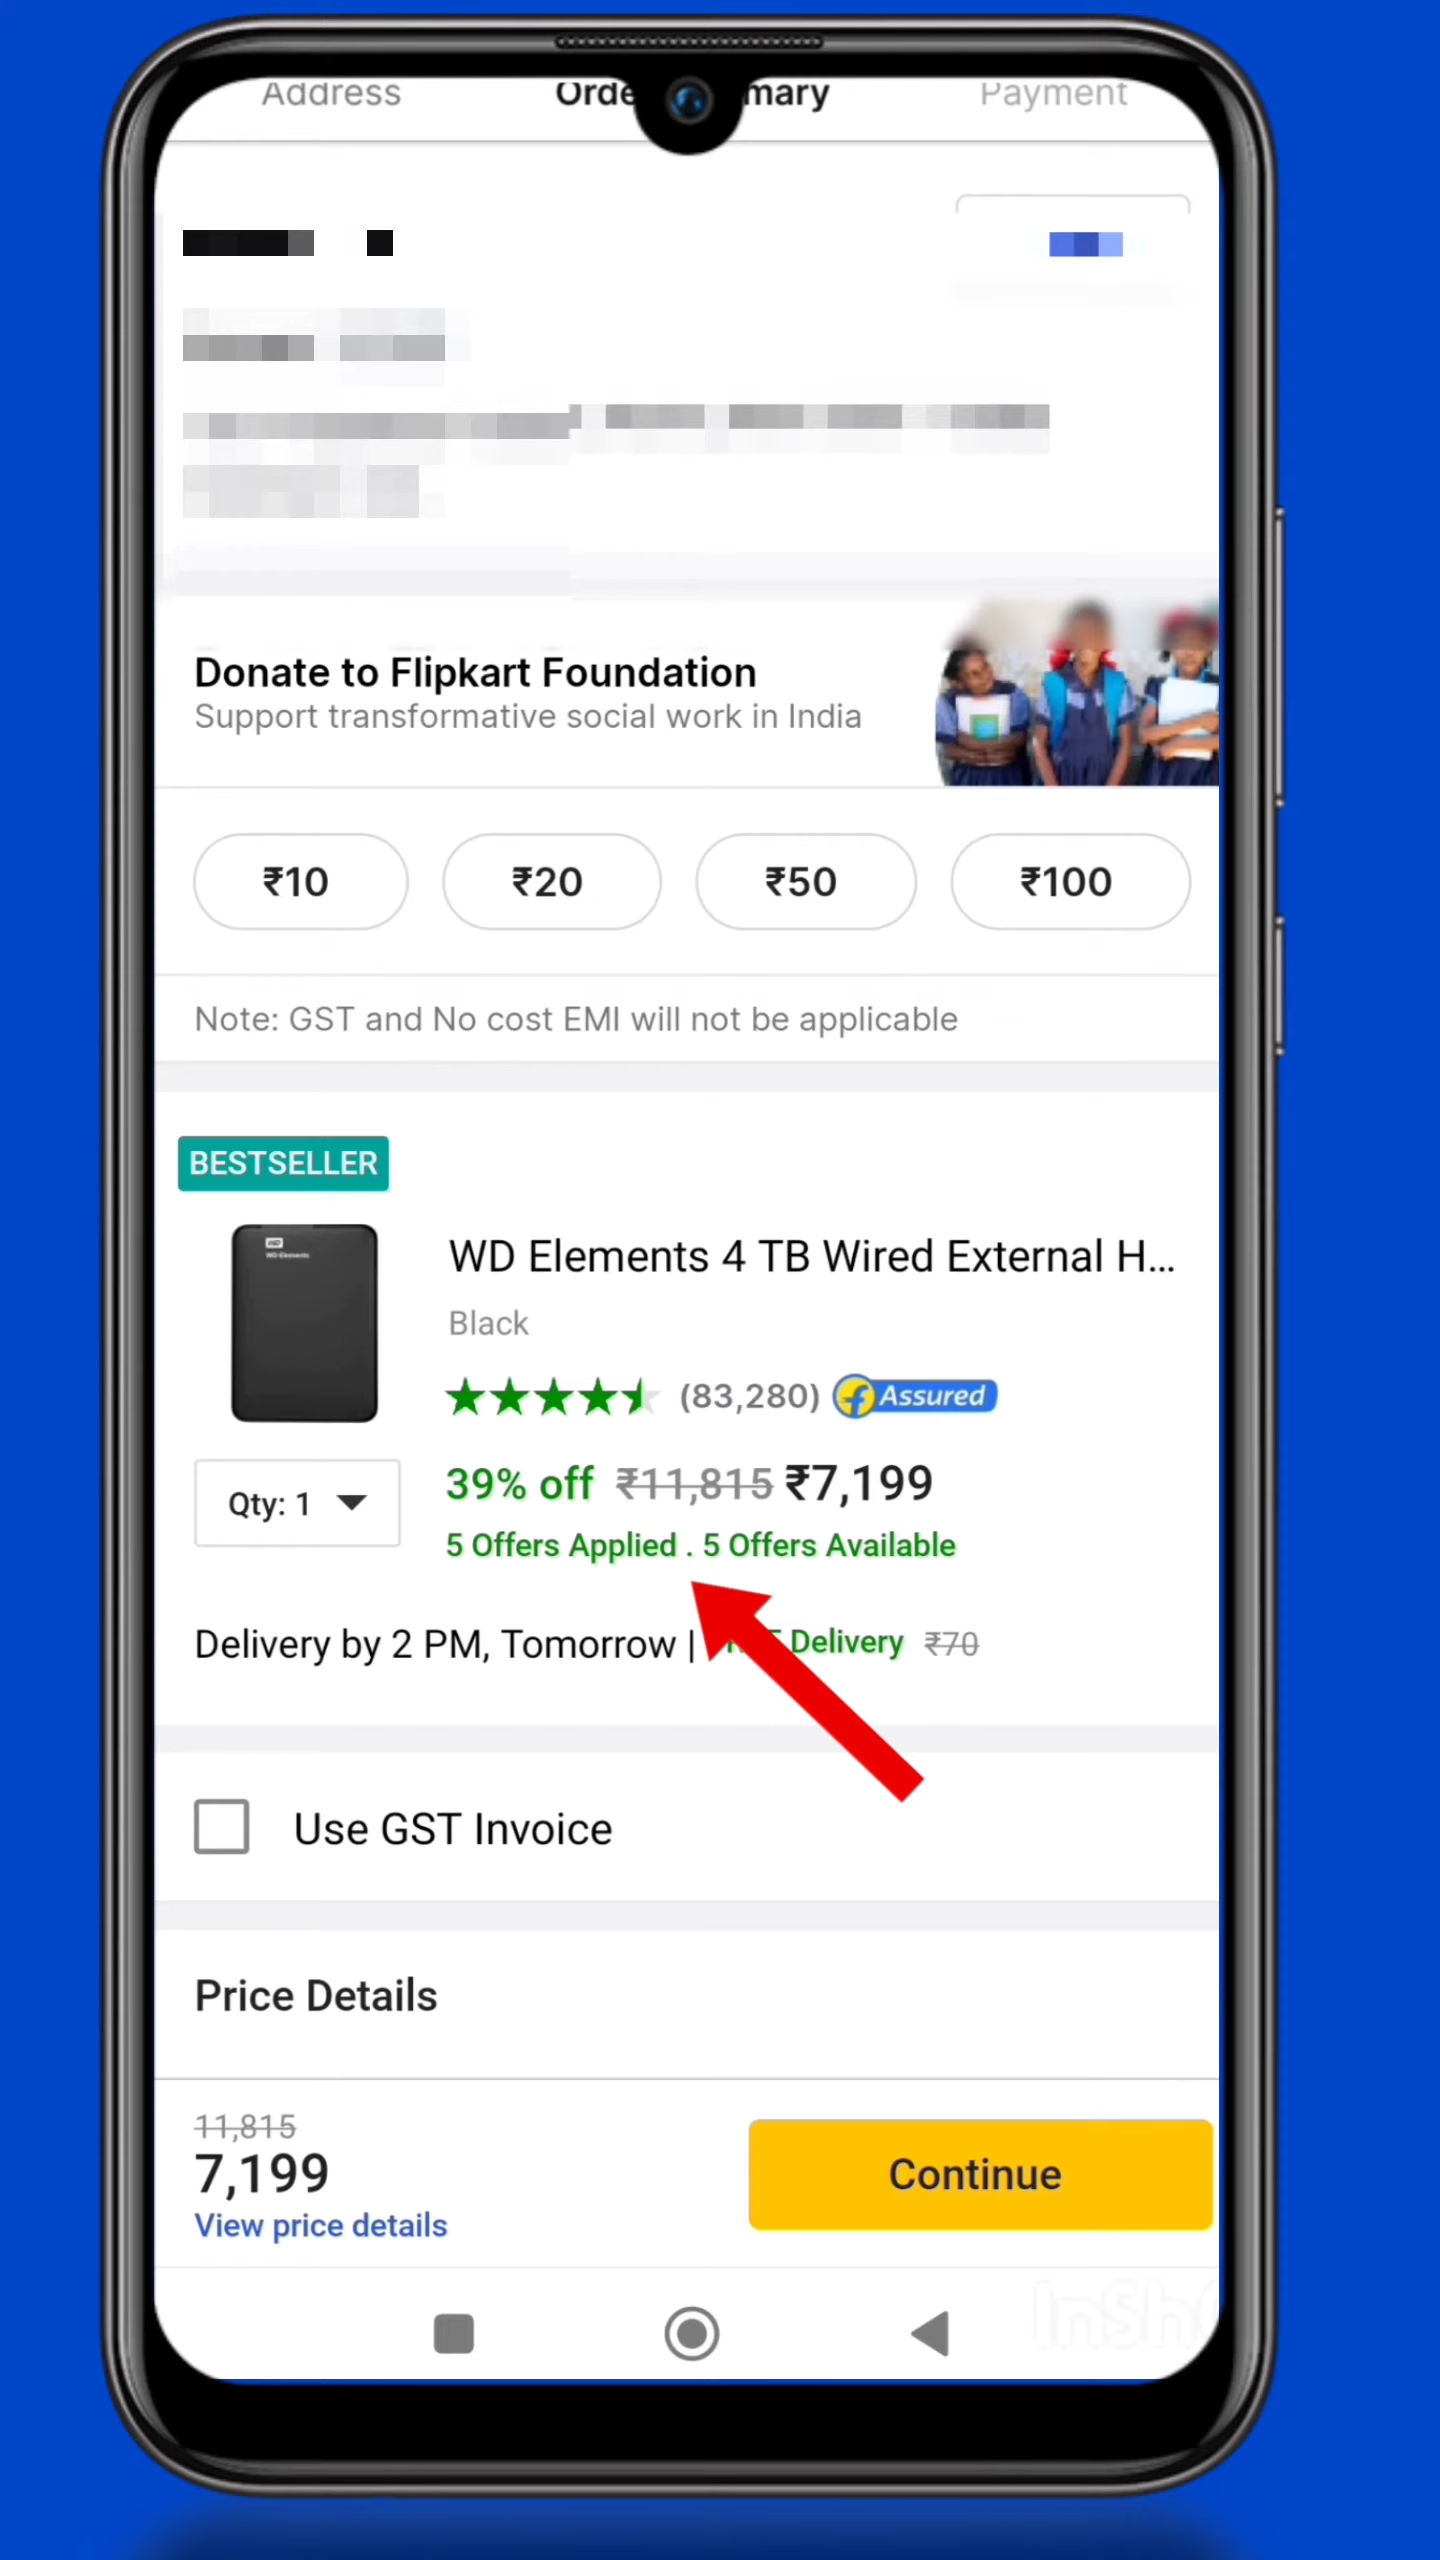 Address
Payment
Donate to Flipkart Foundation
Support transformative social work in India
₹10
₹20
₹50
₹100
Note: GST and No cost EMI will not be applicable
BESTSELLER
WD
WD Elements
WD Elements 4 TB Wired External H...
Black
(83,280) f Assured
Qty: 1
39% off ₹11,815 ₹7,199
5 Offers Applied . 5 Offers Available
Delivery by 2 PM, Tomorrow | Delivery ₹70
Use GST Invoice
Price Details
11,815
7,199
View price details
Continue